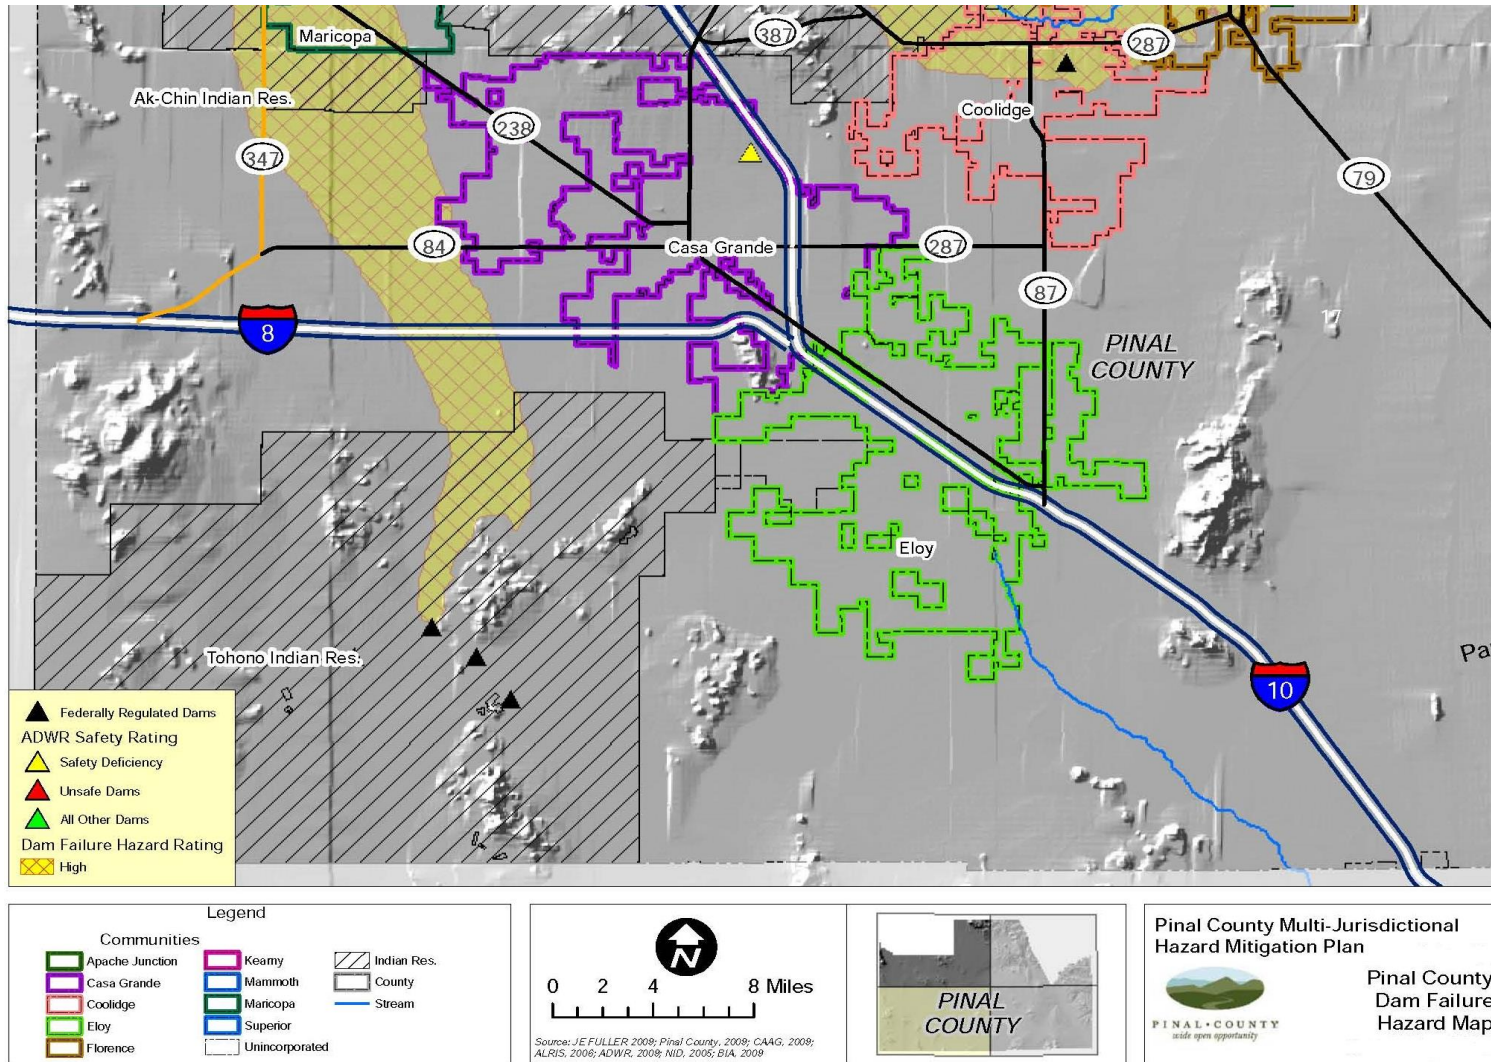 Maricopa
387
287
Ak-Chin Indian Res.
238
Coolidge
347
79
84
Casa Grande
287
87
8
17
PINAL
COUNTY
Eloy
Tohono Indian Res.
10
Federally Regulated Dams
ADWR Safety Rating
Safety Deficiency
Unsafe Dams
All Other Dams
Dam Failure Hazard Rating
High
Legend
Communities
Apache Junction
Casa Grande
Coolidge
Eloy
Florence
Kearny
Mammoth
Maricopa
Superior
Unincorporated
Indian Res.
County
Stream
N
0 2 4 8 Miles
Source: JE FULLER 2009; Pinal County, 2009; CAAG, 2009;
ALRIS, 2006; ADWR, 2009; NID, 2005; BIA, 2009
PINAL
COUNTY
Pinal County Multi-Jurisdictional
Hazard Mitigation Plan
PINAL • COUNTY
wide open opportunity
Pinal County
Dam Failure
Hazard Map